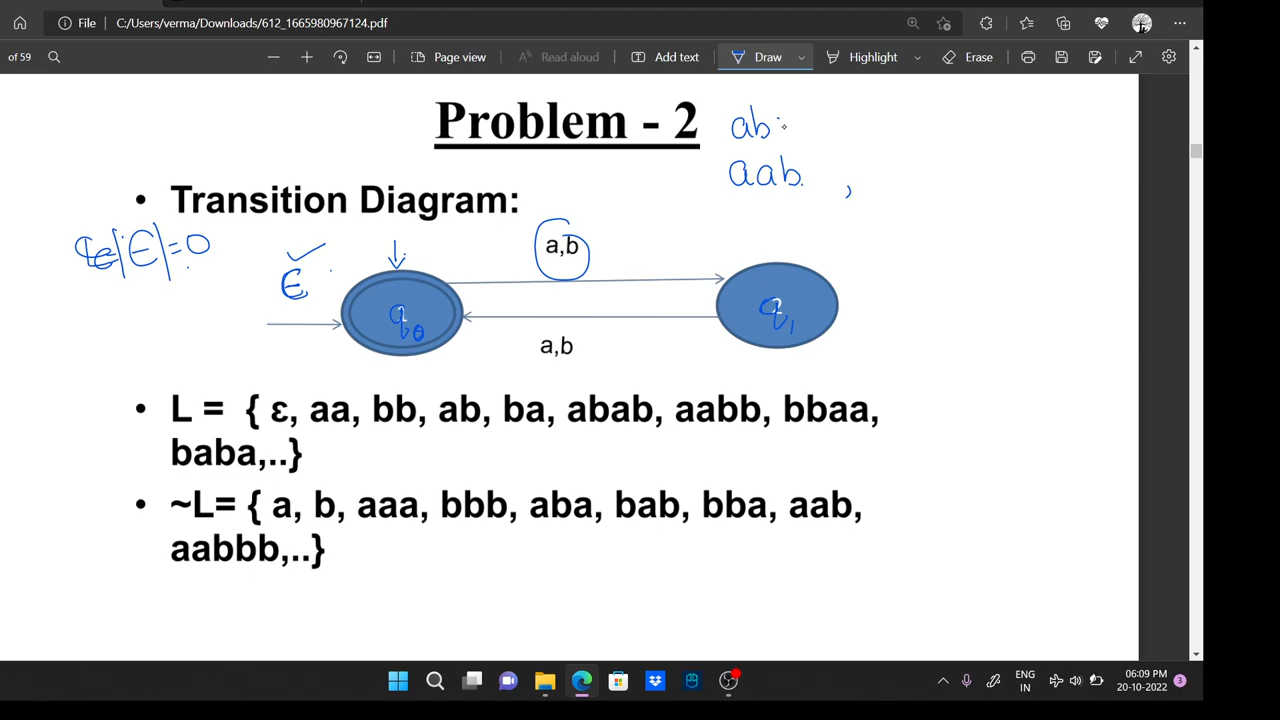 File C:/Users/verma/Downloads/612_1665980967124.pdf
of 59 Page view Read aloud Add text Draw Highlight Erase
Problem - 2
ab
aab
,
• Transition Diagram:
|ϵ|=0
ϵ
a,b
q0
q1
a,b
• L = { ε, aa, bb, ab, ba, abab, aabb, bbaa,
baba,..}
• ~L= { a, b, aaa, bbb, aba, bab, bba, aab,
aabbb,..}
ENG
IN
06:09 PM
20-10-2022
3